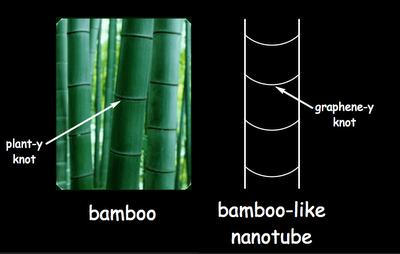 plant-y
knot
graphene-y
knot
bamboo
bamboo-like
nanotube